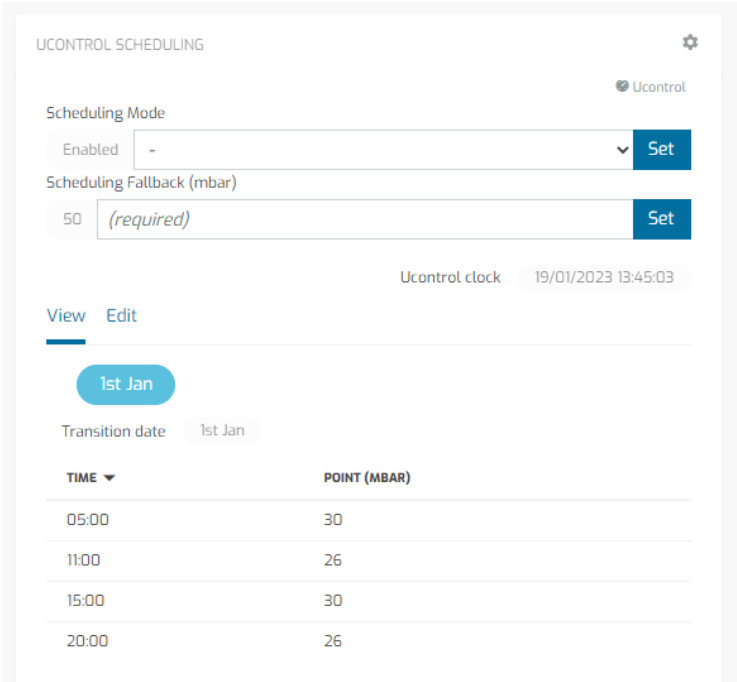 UCONTROL SCHEDULING
Ucontrol
Scheduling Mode
Enabled - Set
Scheduling Fallback (mbar)
50 (required) Set
Ucontrol clock 19/01/2023 13:45:03
View Edit
1st Jan
Transition date 1st Jan
TIME POINT (MBAR)
05:00 30
11:00 26
15:00 30
20:00 26